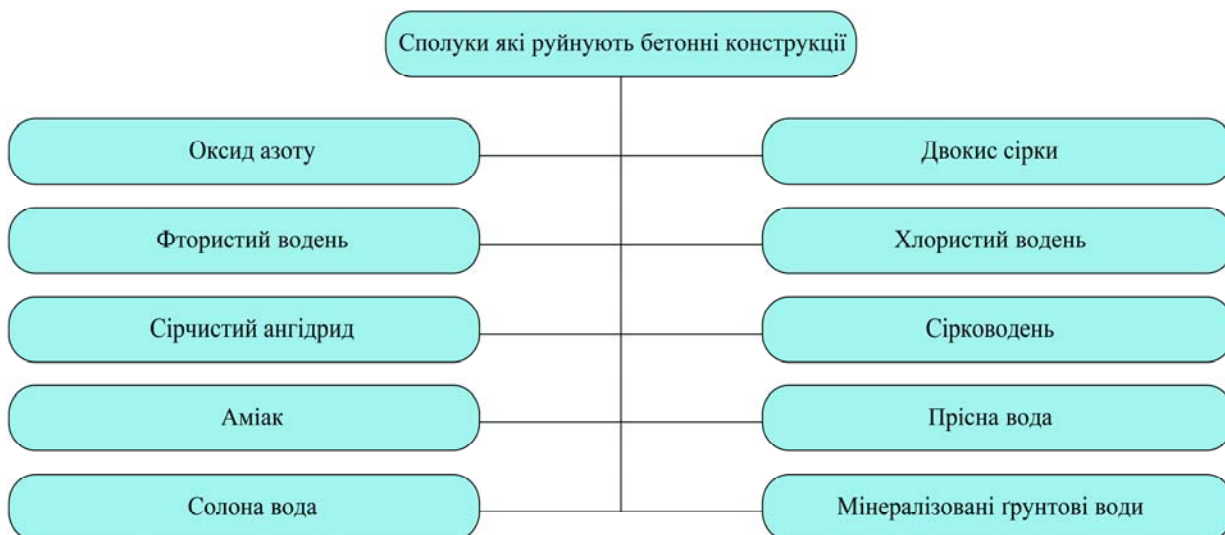 Сполуки які руйнують бетонні конструкції
Оксид азоту
Двокис сірки
Фтористий водень
Хлористий водень
Сірчистий ангідрид
Сірководень
Аміак
Прісна вода
Солона вода
Мінералізовані ґрунтові води